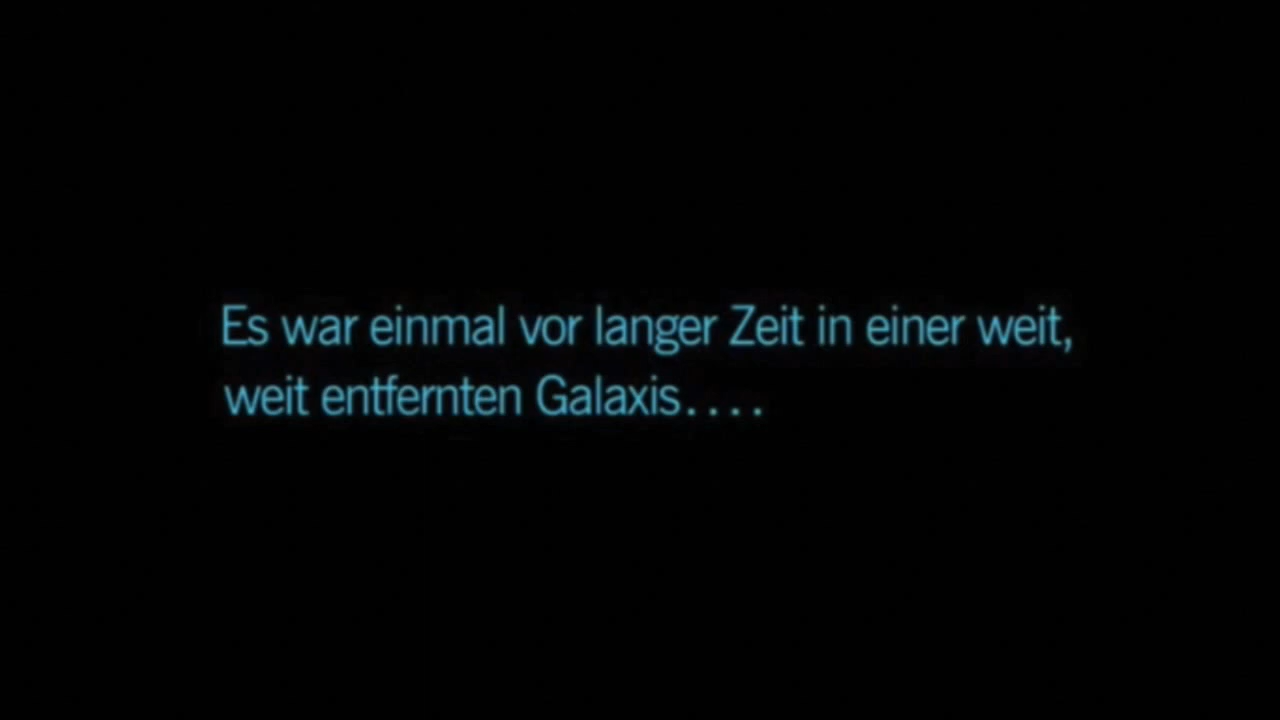 Es war einmal vor langer Zeit in einer weit,
weit entfernten Galaxis....